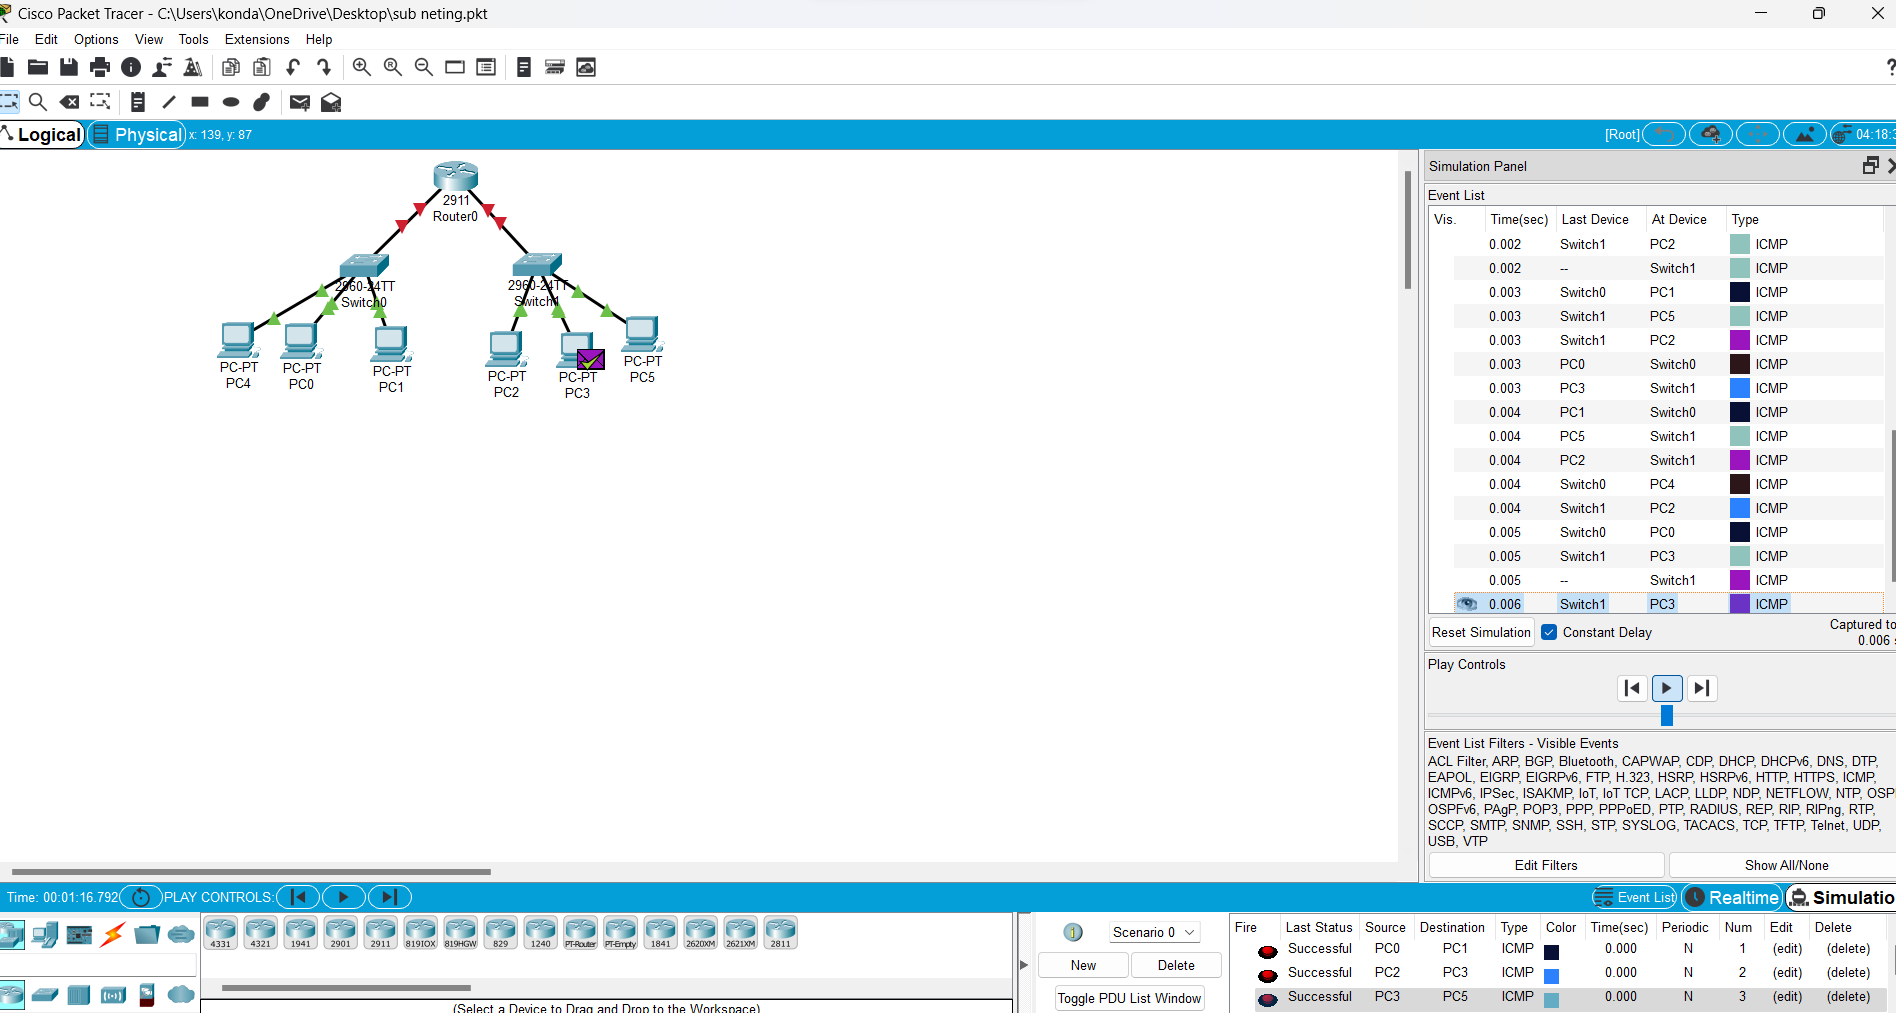 Cisco Packet Tracer - C:\Users\konda\OneDrive\Desktop\sub neting.pkt
File Edit Options View Tools Extensions Help
?
Logical Physical x: 139, y: 87 [Root] 04:18:3
2911
Router0
2960-24TT
Switch0
2960-24TT
Switch1
PC-PT
PC4
PC-PT
PC0
PC-PT
PC1
PC-PT
PC2
PC-PT
PC3
PC-PT
PC5
Simulation Panel
Event List
Vis. Time(sec) Last Device At Device Type
0.002 Switch1 PC2 ICMP
0.002 -- Switch1 ICMP
0.003 Switch0 PC1 ICMP
0.003 Switch1 PC5 ICMP
0.003 Switch1 PC2 ICMP
0.003 PC0 Switch0 ICMP
0.003 PC3 Switch1 ICMP
0.004 PC1 Switch0 ICMP
0.004 PC5 Switch1 ICMP
0.004 PC2 Switch1 ICMP
0.004 Switch0 PC4 ICMP
0.004 Switch1 PC2 ICMP
0.005 Switch0 PC0 ICMP
0.005 Switch1 PC3 ICMP
0.005 -- Switch1 ICMP
0.006 Switch1 PC3 ICMP
Reset Simulation Constant Delay Captured to
0.006 s
Play Controls
Event List Filters - Visible Events
ACL Filter, ARP, BGP, Bluetooth, CAPWAP, CDP, DHCP, DHCPv6, DNS, DTP,
EAPOL, EIGRP, EIGRPv6, FTP, H.323, HSRP, HSRPv6, HTTP, HTTPS, ICMP,
ICMPv6, IPSec, ISAKMP, IoT, IoT TCP, LACP, LLDP, NDP, NETFLOW, NTP, OSPF
OSPFv6, PAgP, POP3, PPP, PPPoED, PTP, RADIUS, REP, RIP, RIPng, RTP,
SCCP, SMTP, SNMP, SSH, STP, SYSLOG, TACACS, TCP, TFTP, Telnet, UDP,
USB, VTP
Edit Filters Show All/None
Time: 00:01:16.792 PLAY CONTROLS: Event List Realtime Simulatio
4331 4321 1941 2901 2911 819IOX 819HGW 829 1240 PT-Router PT-Empty 1841 2620XM 2621XM 2811
(Select a Device to Drag and Drop to the Workspace)
1 Scenario 0
New Delete
Toggle PDU List Window
Fire Last Status Source Destination Type Color Time(sec) Periodic Num Edit Delete
Successful PC0 PC1 ICMP 0.000 N 1 (edit) (delete)
Successful PC2 PC3 ICMP 0.000 N 2 (edit) (delete)
Successful PC3 PC5 ICMP 0.000 N 3 (edit) (delete)